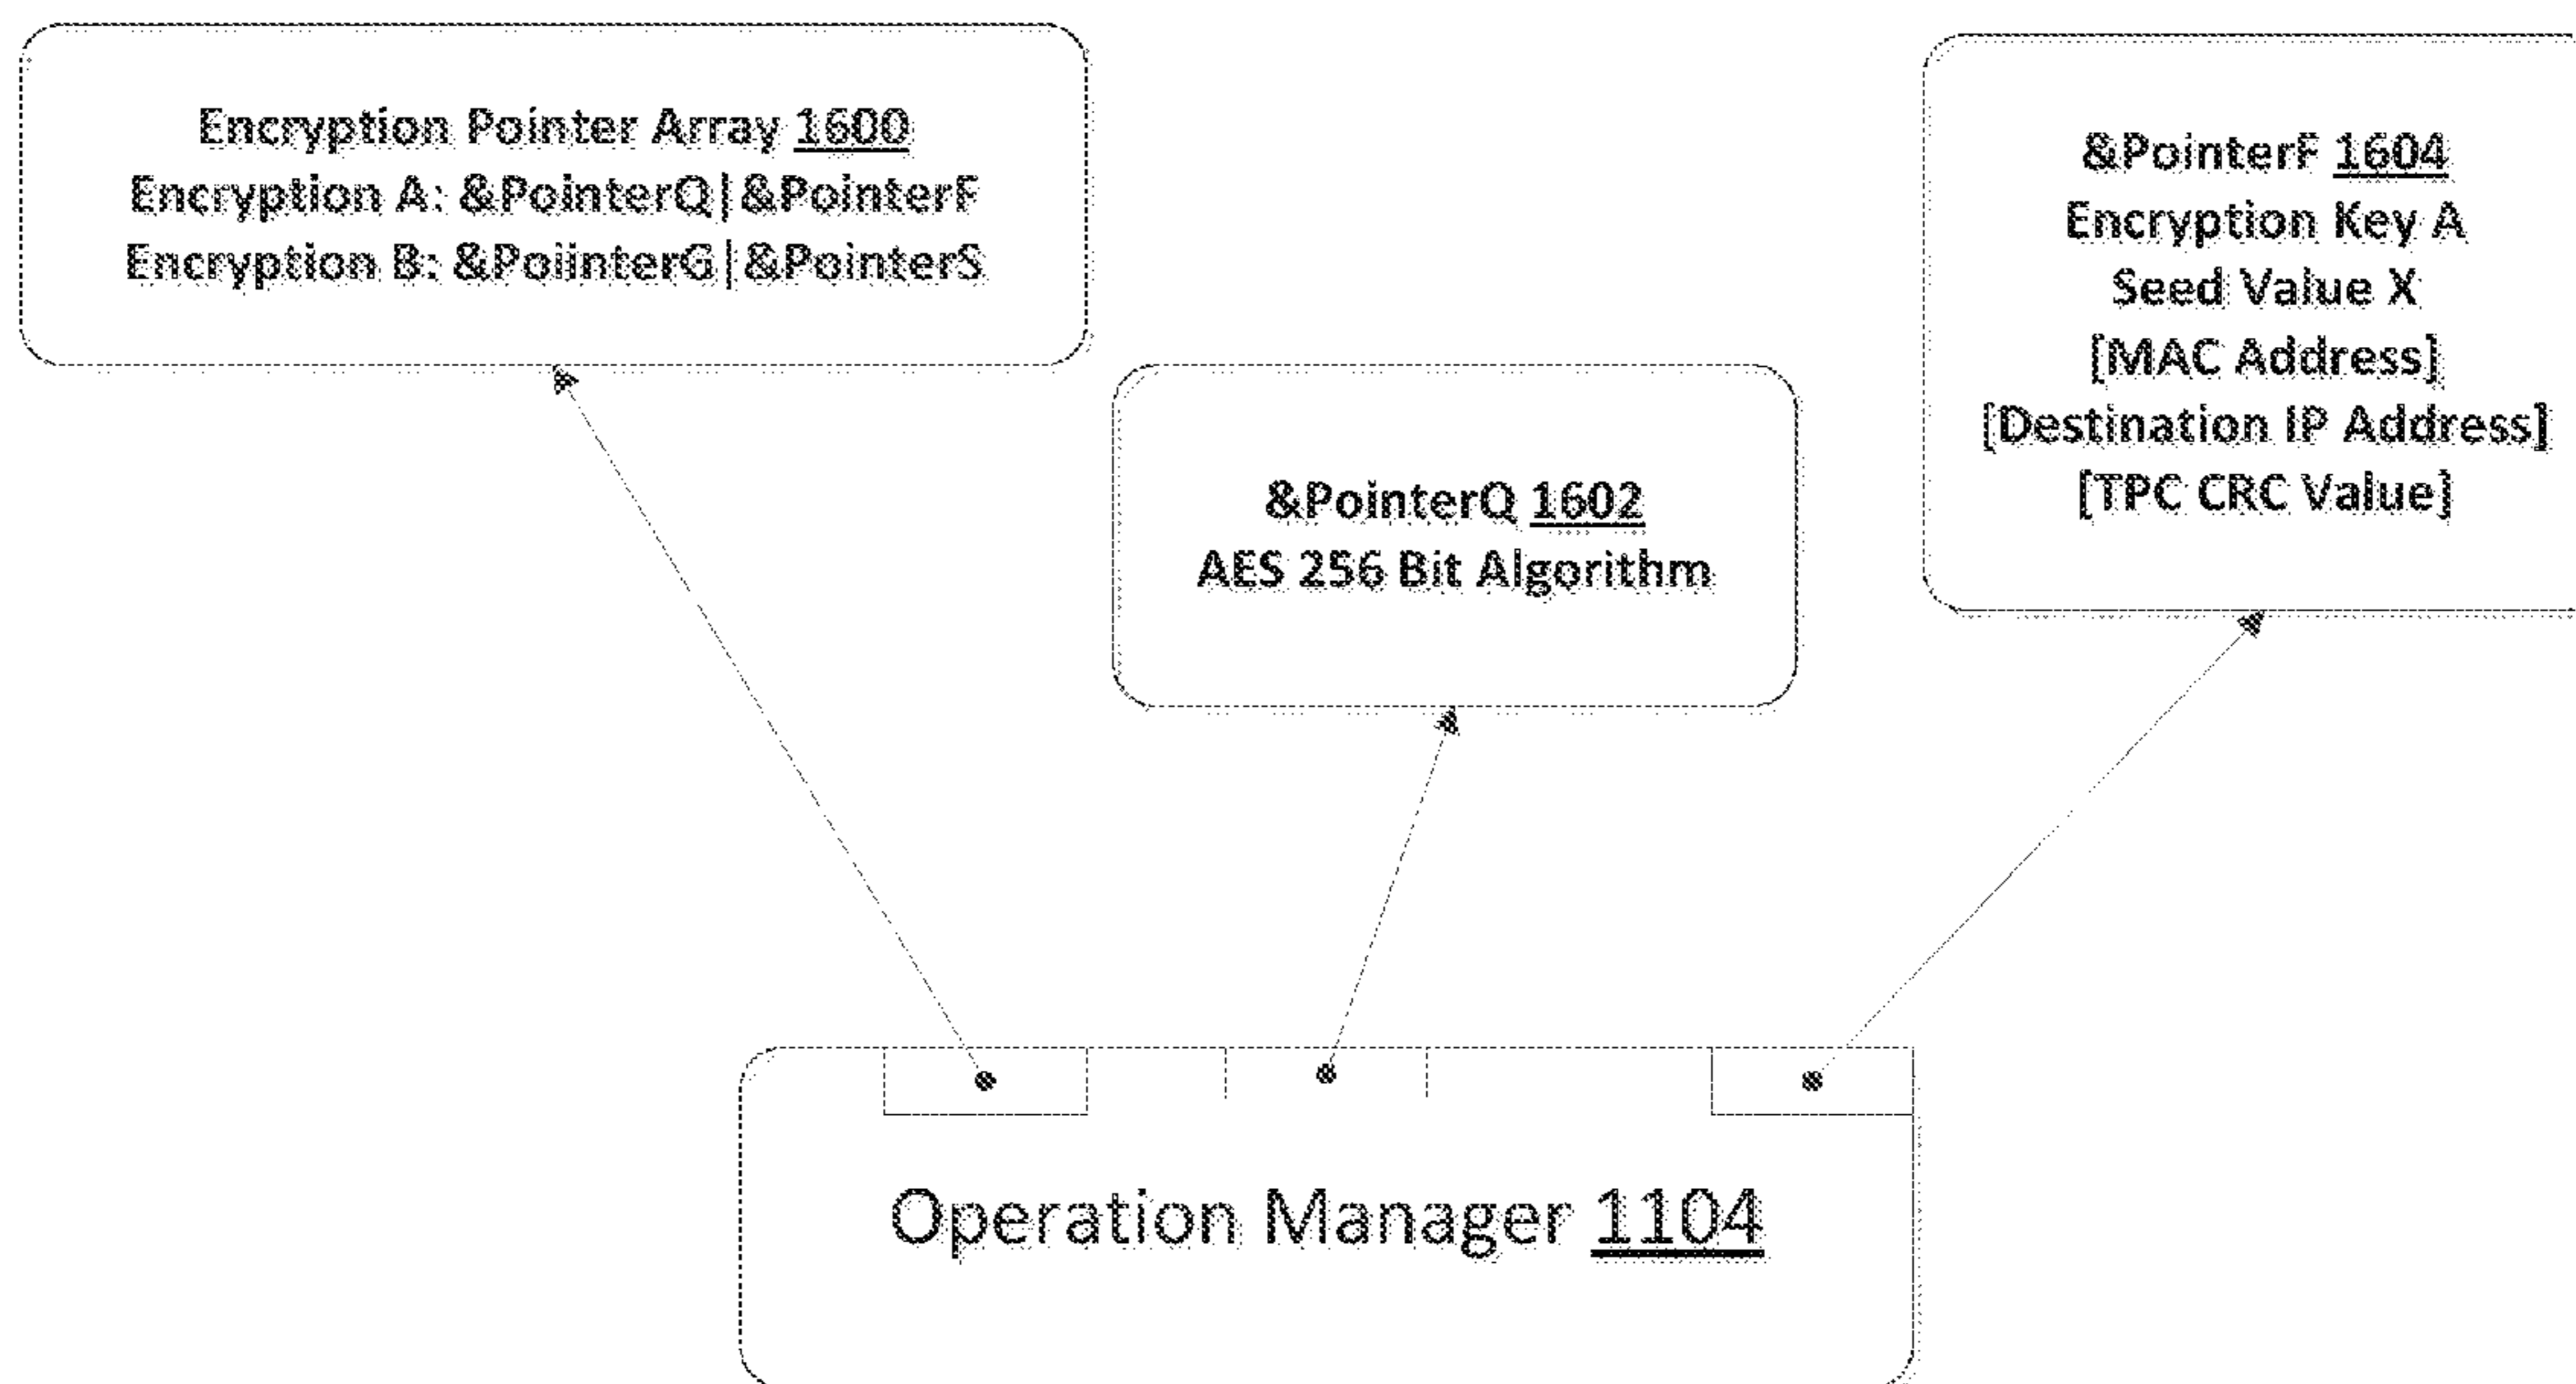 Encryption Pointer Array 1600
Encryption A: &PointerQ|&PointerF
Encryption B: &PoiinterG|&PointerS
&PointerQ 1602
AES 256 Bit Algorithm
&PointerF 1604
Encryption Key A
Seed Value X
[MAC Address]
[Destination IP Address]
[TPC CRC Value]
Operation Manager 1104